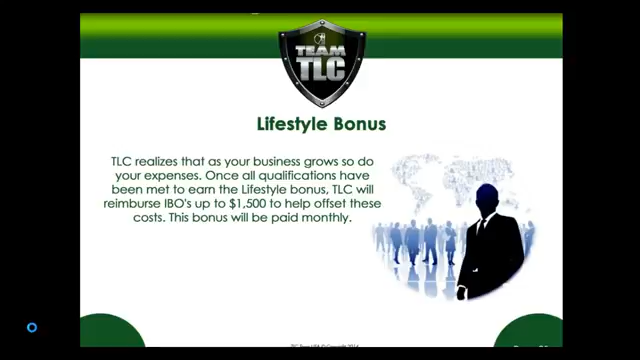 TEAM
TLC
Lifestyle Bonus
TLC realizes that as your business grows so do
your expenses. Once all qualifications have
been met to earn the Lifestyle bonus, TLC will
reimburse IBO's up to $1,500 to help offset these
costs. This bonus will be paid monthly.